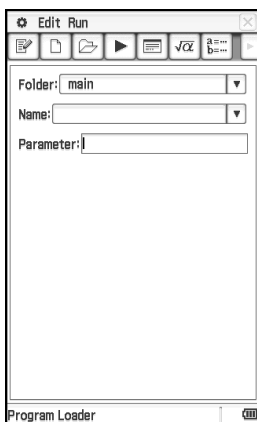 Edit Run
√α a=…
b=…
Folder: main
Name:
Parameter:
Program Loader